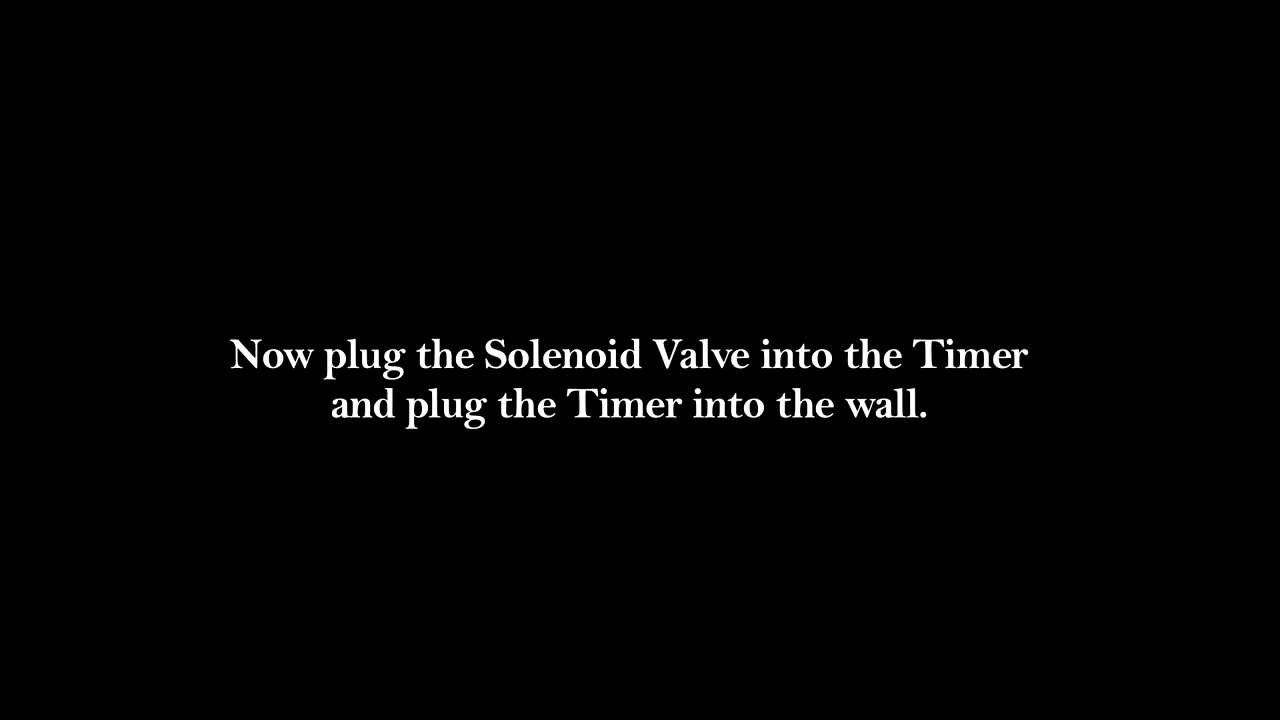 Now plug the Solenoid Valve into the Timer
and plug the Timer into the wall.